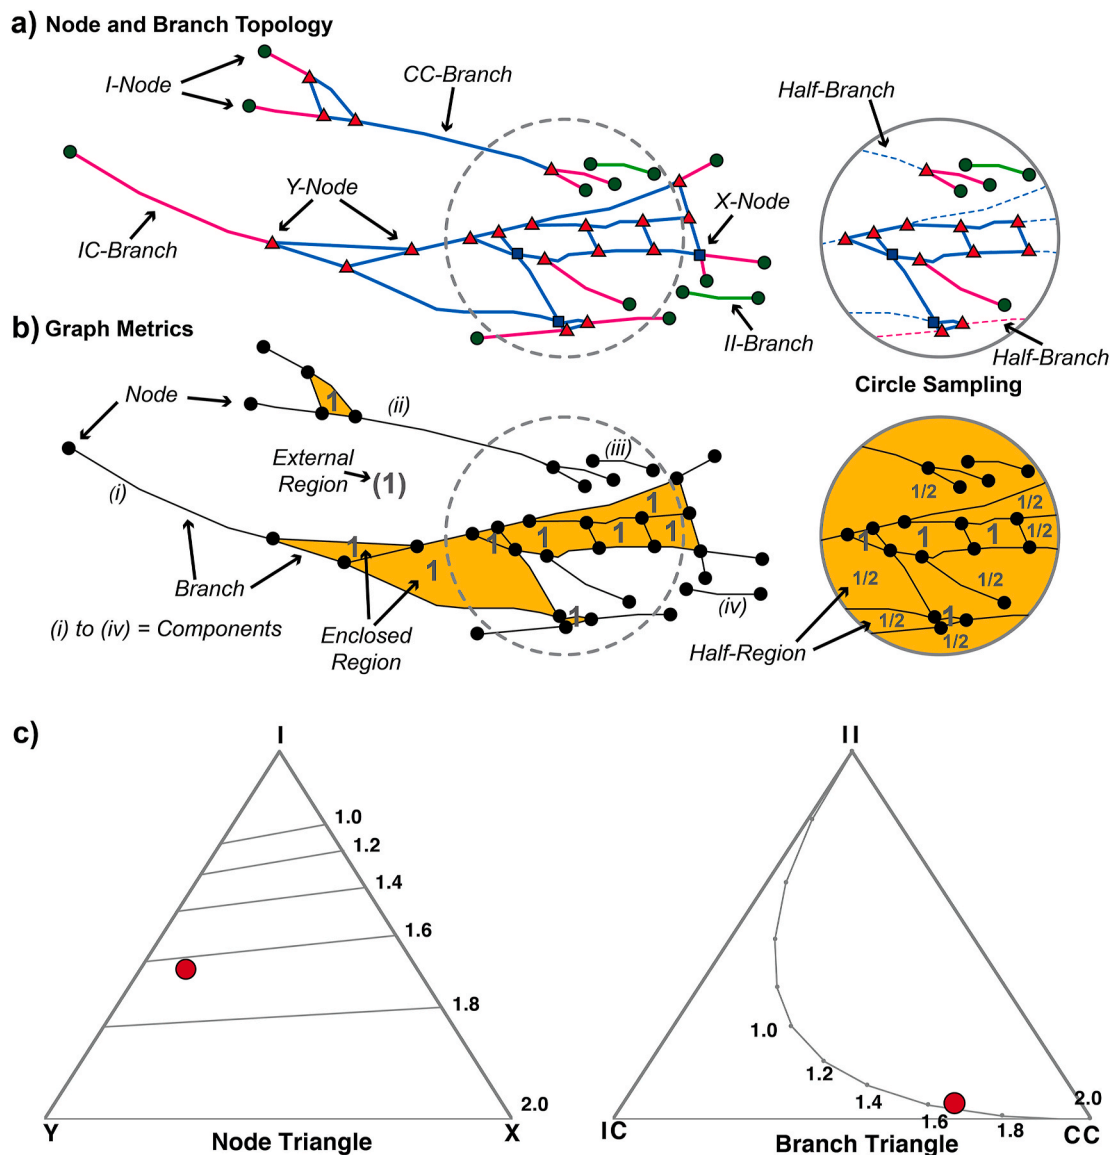 a) Node and Branch Topology
I-Node
CC-Branch
Half-Branch
Y-Node
X-Node
IC-Branch
II-Branch
Half-Branch
Circle Sampling
b) Graph Metrics
Node
(ii)
1
External
Region
(1)
(iii)
(i)
1
1
1
1
1
1
1
1
Branch
(i) to (iv) = Components
Enclosed
Region
(iv)
Half-Region
1/2
1/2
1
1
1
1/2
1/2
1/2
1/2
1
1/2
c)
I
1.0
1.2
1.4
1.6
1.8
2.0
Y
X
Node Triangle
II
1.0
1.2
1.4
1.6
1.8
2.0
IC
CC
Branch Triangle